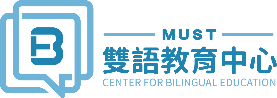 B
MUST
雙語教育中心
CENTER FOR BILINGUAL EDUCATION